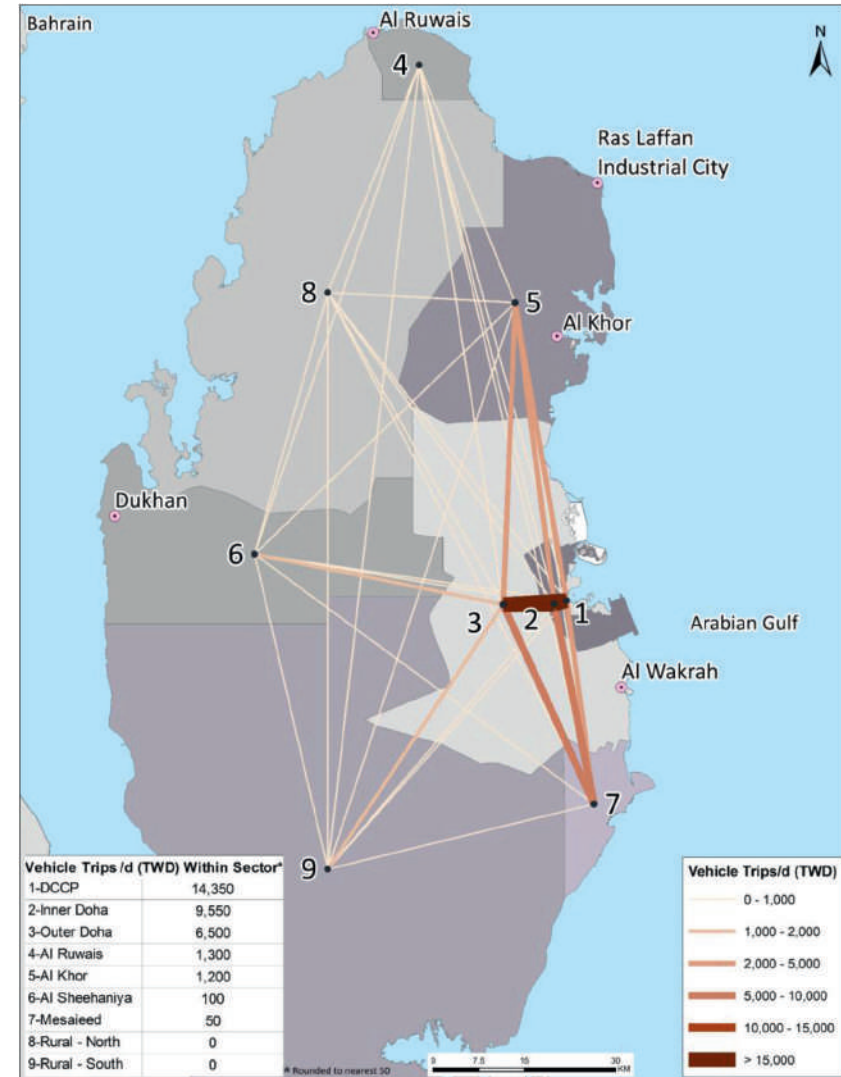 Bahrain
Al Ruwais
N
4
Ras Laffan
Industrial City
8
5
Al Khor
Dukhan
6
3
2
1
Arabian Gulf
Al Wakrah
7
9
Vehicle Trips /d (TWD) Within Sector*
1-DCCP 14,350
2-Inner Doha 9,550
3-Outer Doha 6,500
4-Al Ruwais 1,300
5-Al Khor 1,200
6-Al Sheehaniya 100
7-Mesaieed 50
8-Rural - North 0
9-Rural - South 0
* Rounded to nearest 50
Vehicle Trips/d (TWD)
0 - 1,000
1,000 - 2,000
2,000 - 5,000
5,000 - 10,000
10,000 - 15,000
> 15,000
7.5 15 30
KM